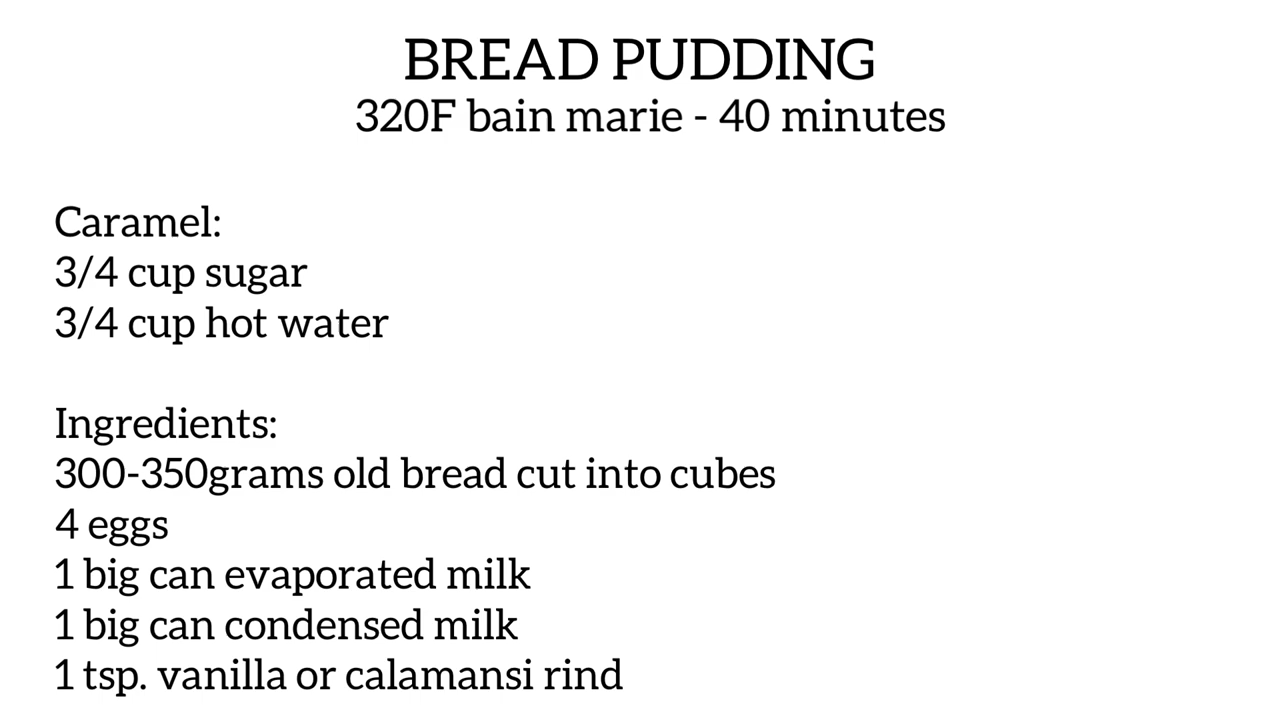 BREAD PUDDING
320F bain marie - 40 minutes
Caramel:
3/4 cup sugar
3/4 cup hot water
Ingredients:
300-350grams old bread cut into cubes
4 eggs
1 big can evaporated milk
1 big can condensed milk
1 tsp. vanilla or calamansi rind